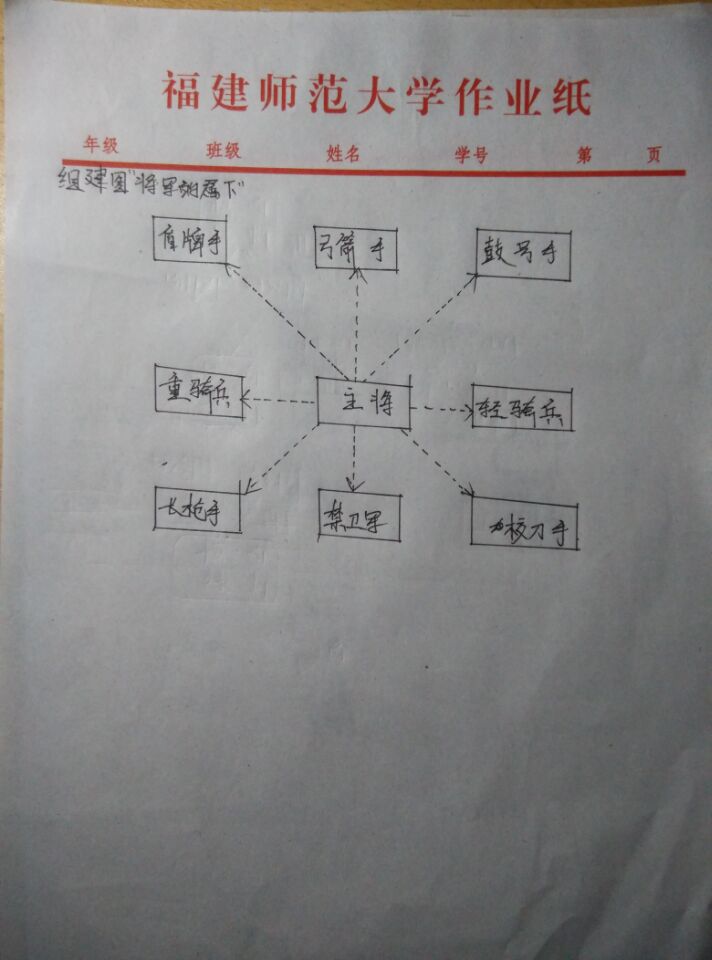 福建师范大学作业纸
年级 班级 姓名 学号 第 页
组建图"将军的属下"
盾牌手 弓箭手 鼓号手
重骑兵 主将 轻骑兵
长枪手 禁卫军 校刀手